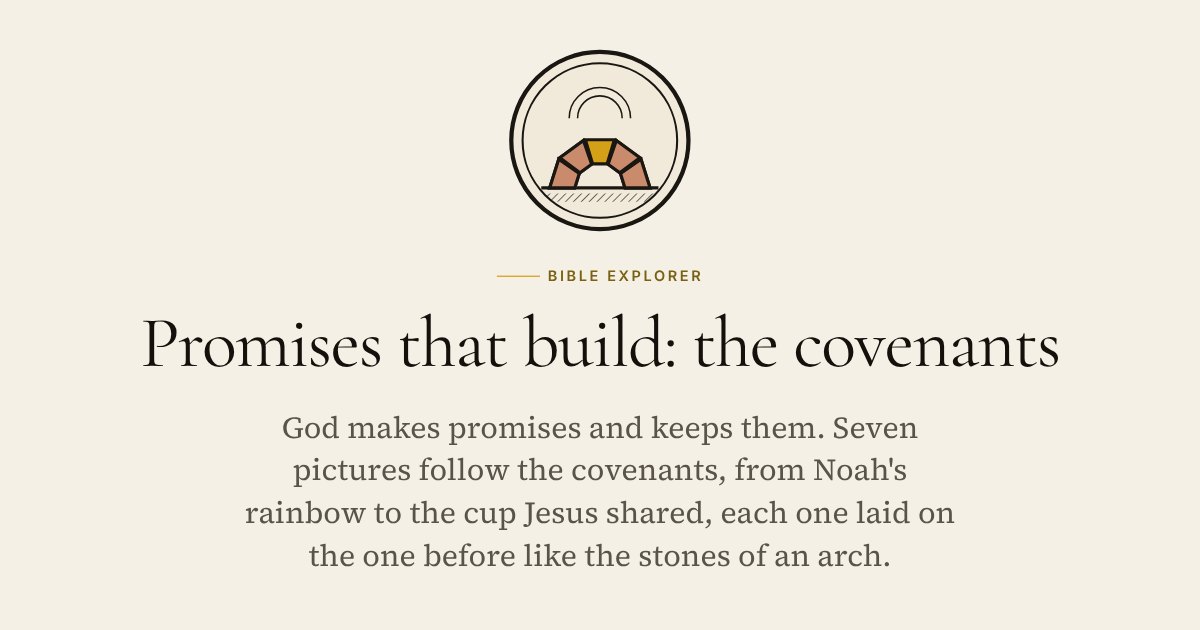 BIBLE EXPLORER
Promises that build: the covenants
God makes promises and keeps them. Seven
pictures follow the covenants, from Noah's
rainbow to the cup Jesus shared, each one laid on
the one before like the stones of an arch.